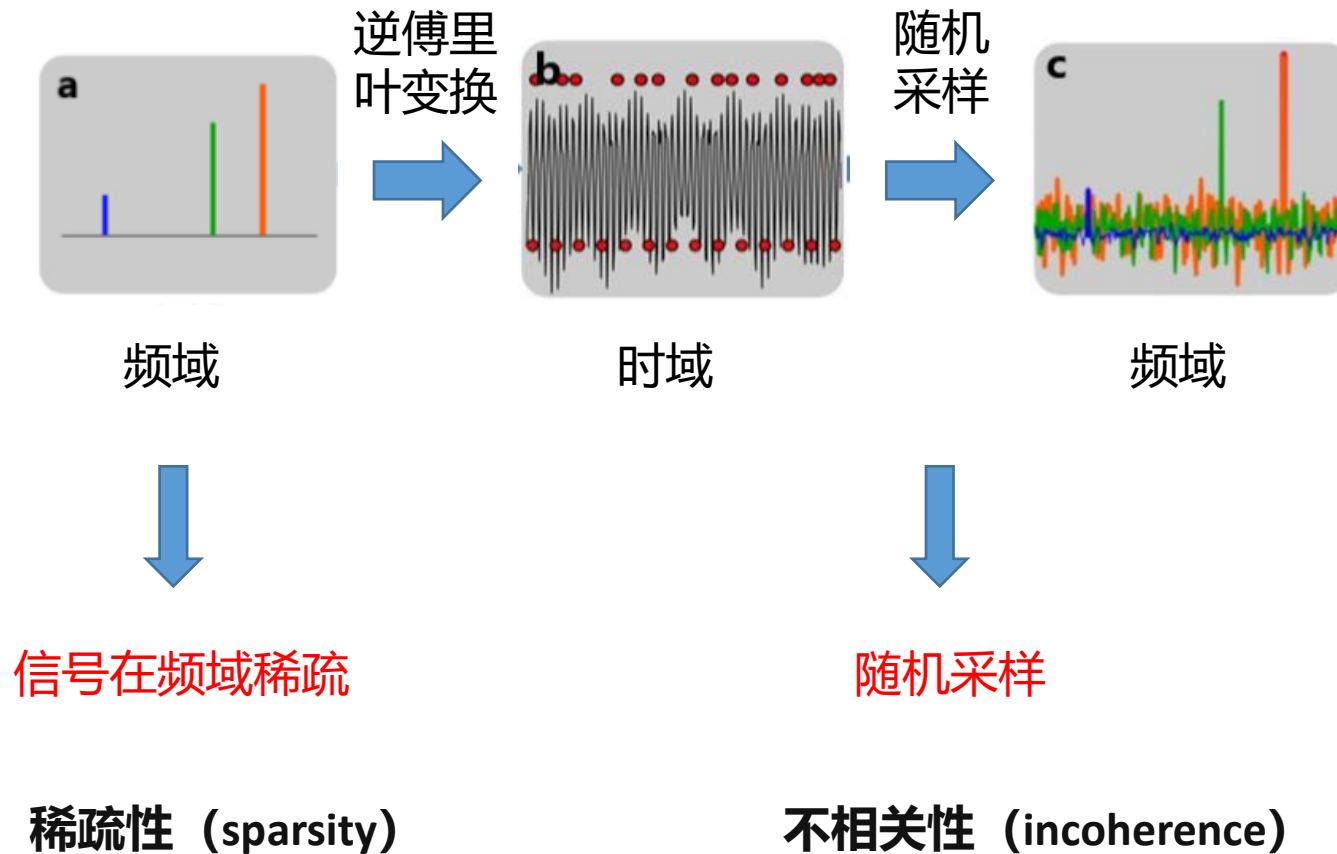 逆傅里
叶变换
随机
采样
a
b
c
频域
时域
频域
信号在频域稀疏
随机采样
稀疏性（sparsity）
不相关性（incoherence）